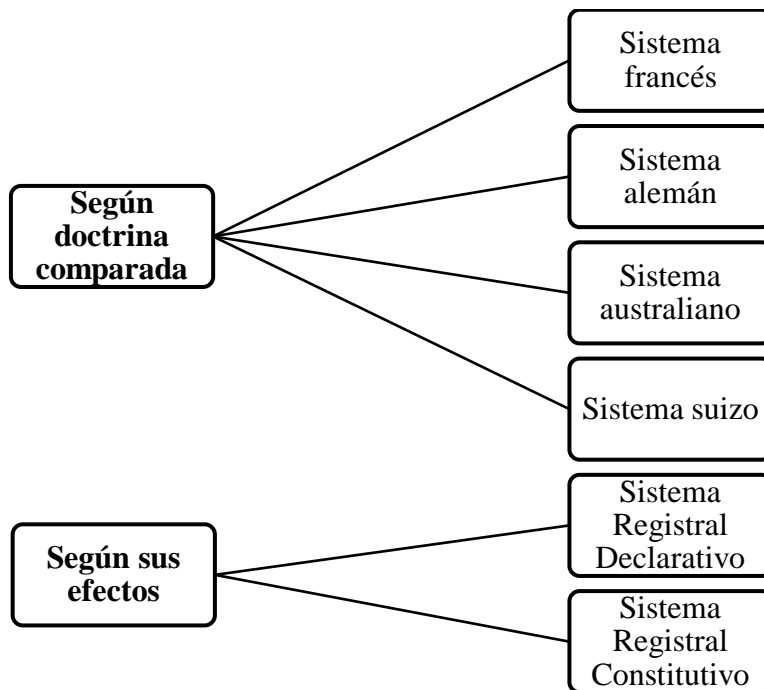 Según
doctrina
comparada
Sistema
francés
Sistema
alemán
Sistema
australiano
Sistema suizo
Según sus
efectos
Sistema
Registral
Declarativo
Sistema
Registral
Constitutivo